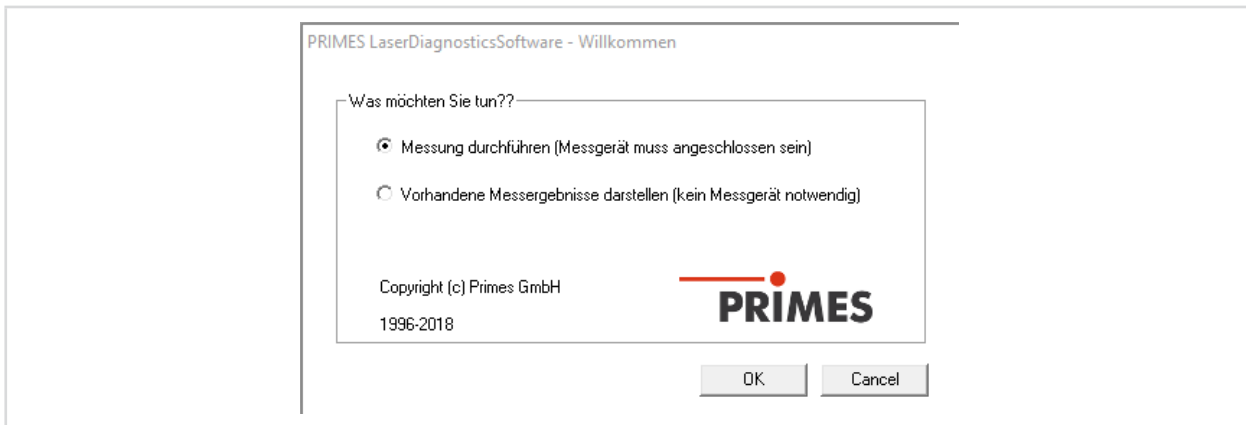 PRIMES LaserDiagnosticsSoftware - Willkommen
Was möchten Sie tun??
Messung durchführen (Messgerät muss angeschlossen sein)
Vorhandene Messergebnisse darstellen (kein Messgerät notwendig)
Copyright (c) Primes GmbH
1996-2018
PRIMES
OK
Cancel